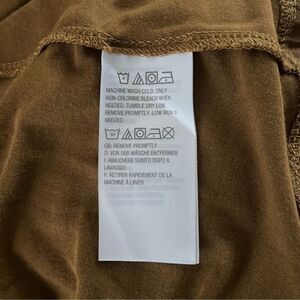 MACHINE WASH COLD. ONLY
NON-CHLORINE BLEACH WHEN
NEEDED. TUMBLE DRY LOW.
REMOVE PROMPTLY. LOW IRON IF
NEEDED
GB: REMOVE PROMPTLY
D: VOR DER WÄSCHE ENTFERNEN
I: RIMUOVERE SUBITO DOPO IL
LAVAGGIO
F: RETIRER RAPIDEMENT DE LA
MACHINE À LAVER